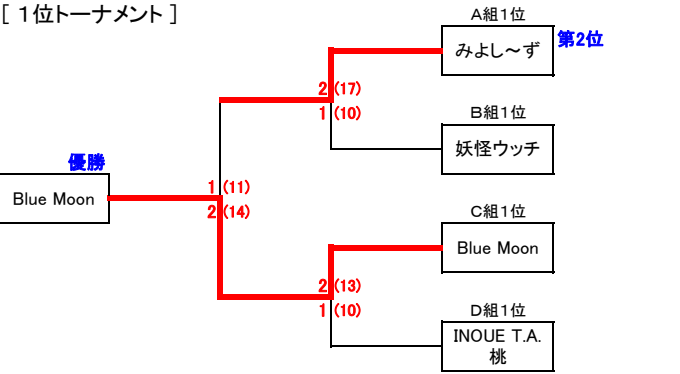 [ 1位トーナメント ]
A組1位
みよし～ず
第2位
2 (17)
1 (10)
B組1位
妖怪ウッチ
優勝
Blue Moon
1 (11)
2 (14)
C組1位
Blue Moon
2 (13)
1 (10)
D組1位
INOUE T.A.
桃